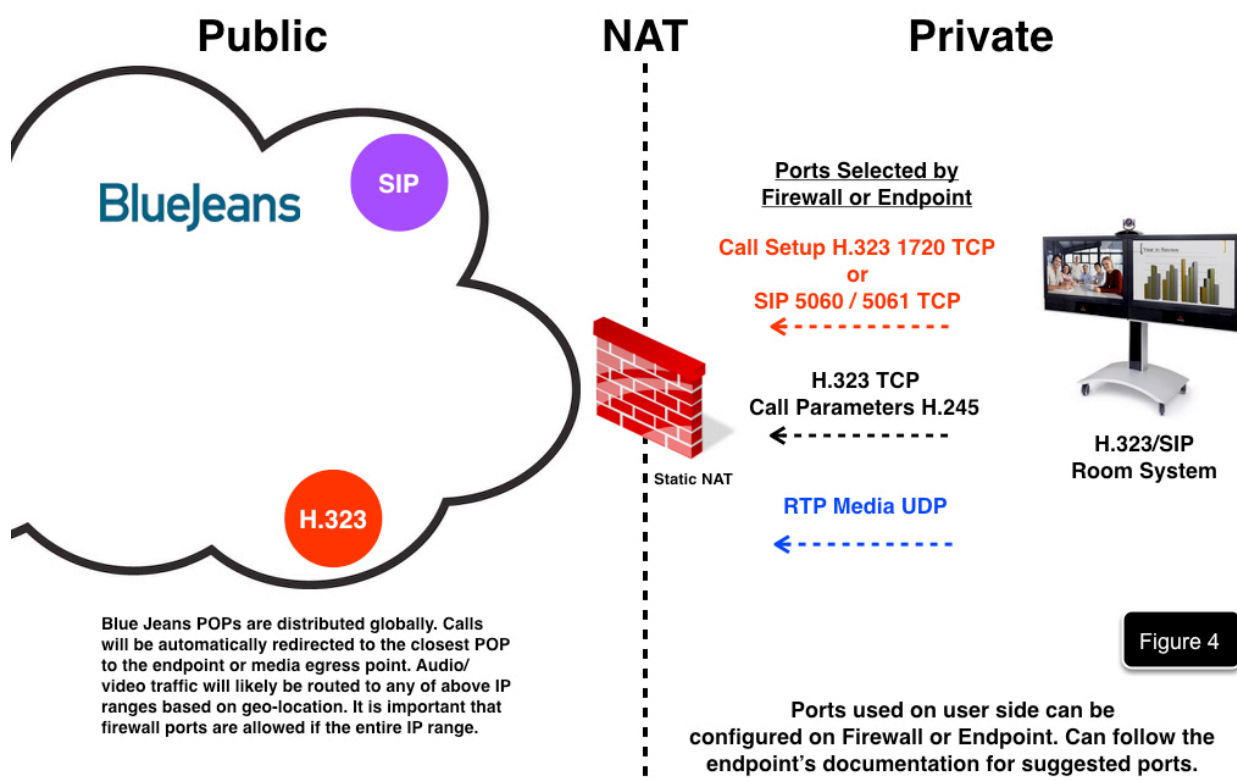 Public
NAT
Private
BlueJeans
SIP
H.323
Ports Selected by
Firewall or Endpoint
Call Setup H.323 1720 TCP
or
SIP 5060 / 5061 TCP
H.323 TCP
Call Parameters H.245
RTP Media UDP
Static NAT
Year in Review
H.323/SIP
Room System
Blue Jeans POPs are distributed globally. Calls
will be automatically redirected to the closest POP
to the endpoint or media egress point. Audio/
video traffic will likely be routed to any of above IP
ranges based on geo-location. It is important that
firewall ports are allowed if the entire IP range.
Figure 4
Ports used on user side can be
configured on Firewall or Endpoint. Can follow the
endpoint's documentation for suggested ports.